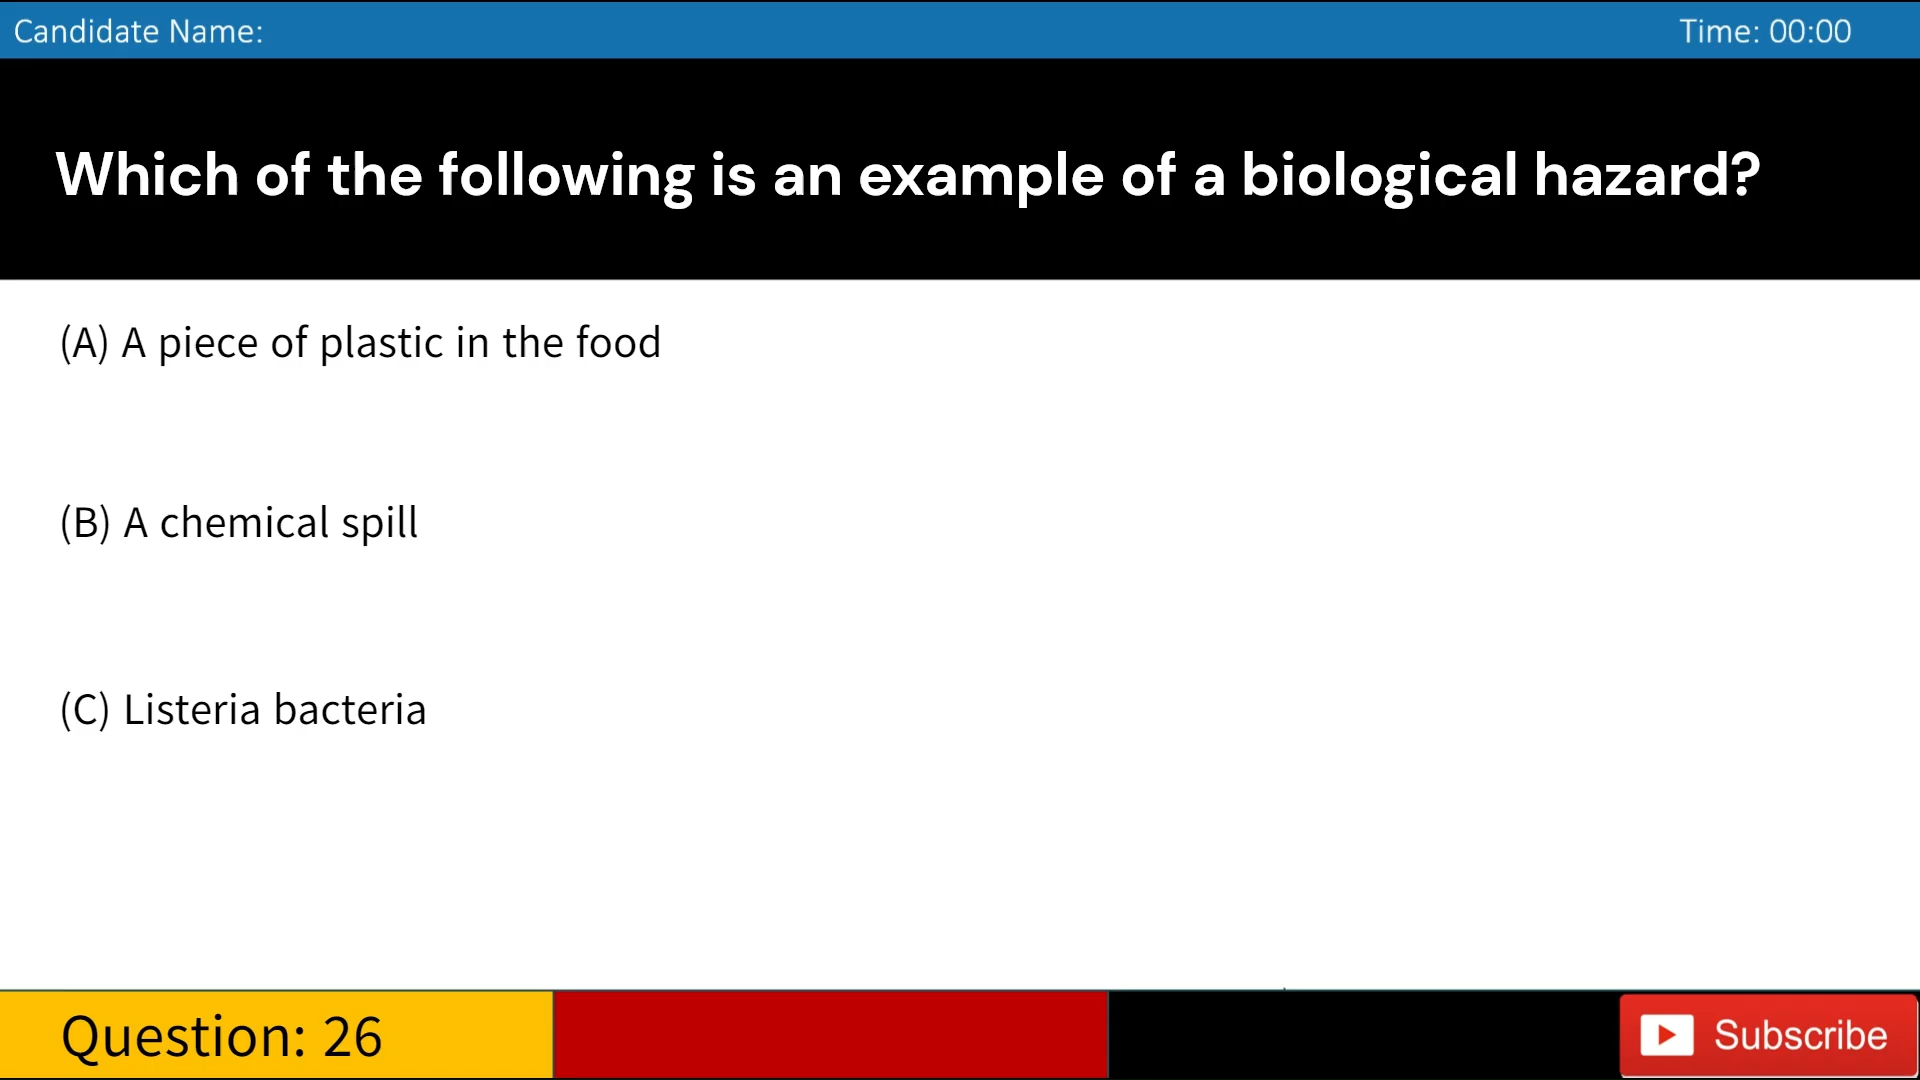 Candidate Name:
Time: 00:00
Which of the following is an example of a biological hazard?
(A) A piece of plastic in the food
(B) A chemical spill
(C) Listeria bacteria
Question: 26
Subscribe